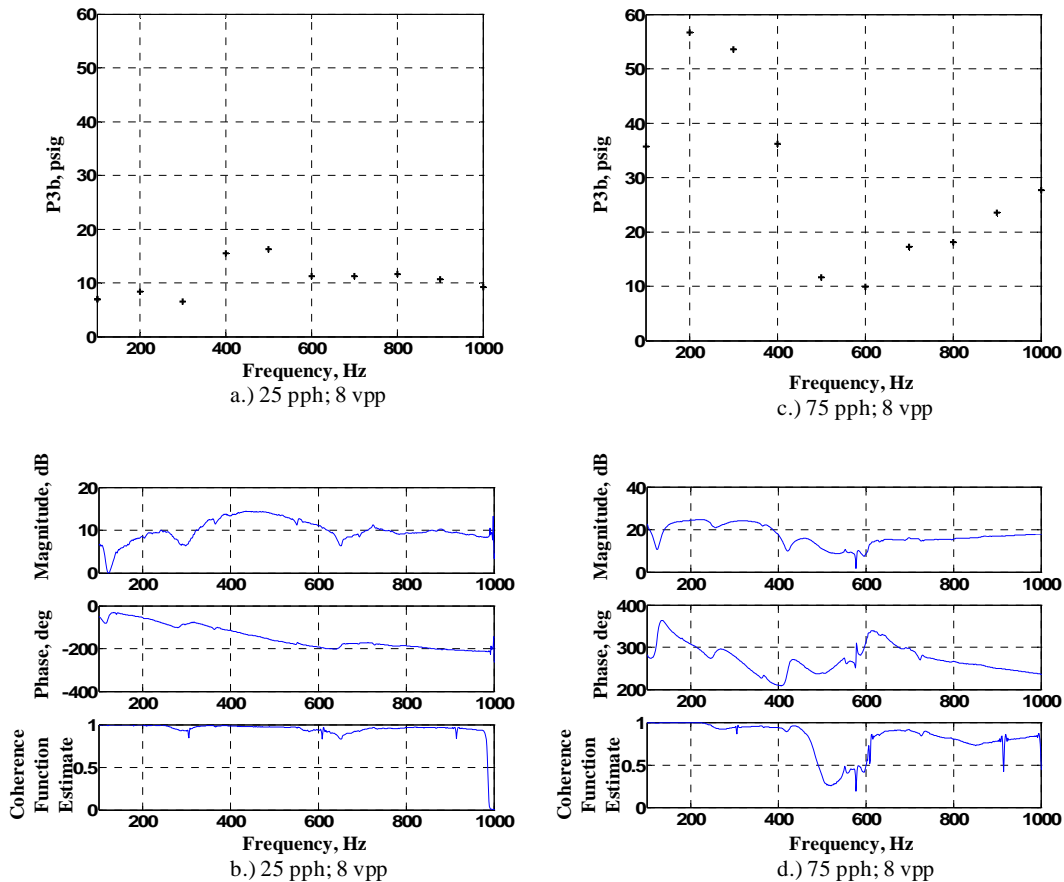 60
50
40
30
20
10
0
P3b, psig
200 400 600 800 1000
Frequency, Hz
a.) 25 pph; 8 vpp
60
50
40
30
20
10
0
P3b, psig
200 400 600 800 1000
Frequency, Hz
c.) 75 pph; 8 vpp
Magnitude, dB
20
10
0
200 400 600 800 1000
Phase, deg
0
-200
-400
200 400 600 800 1000
Coherence
Function
Estimate
1
0.5
0
200 400 600 800 1000
Frequency, Hz
b.) 25 pph; 8 vpp
Magnitude, dB
40
20
0
200 400 600 800 1000
Phase, deg
400
300
200
200 400 600 800 1000
Coherence
Function
Estimate
1
0.5
0
200 400 600 800 1000
Frequency, Hz
d.) 75 pph; 8 vpp